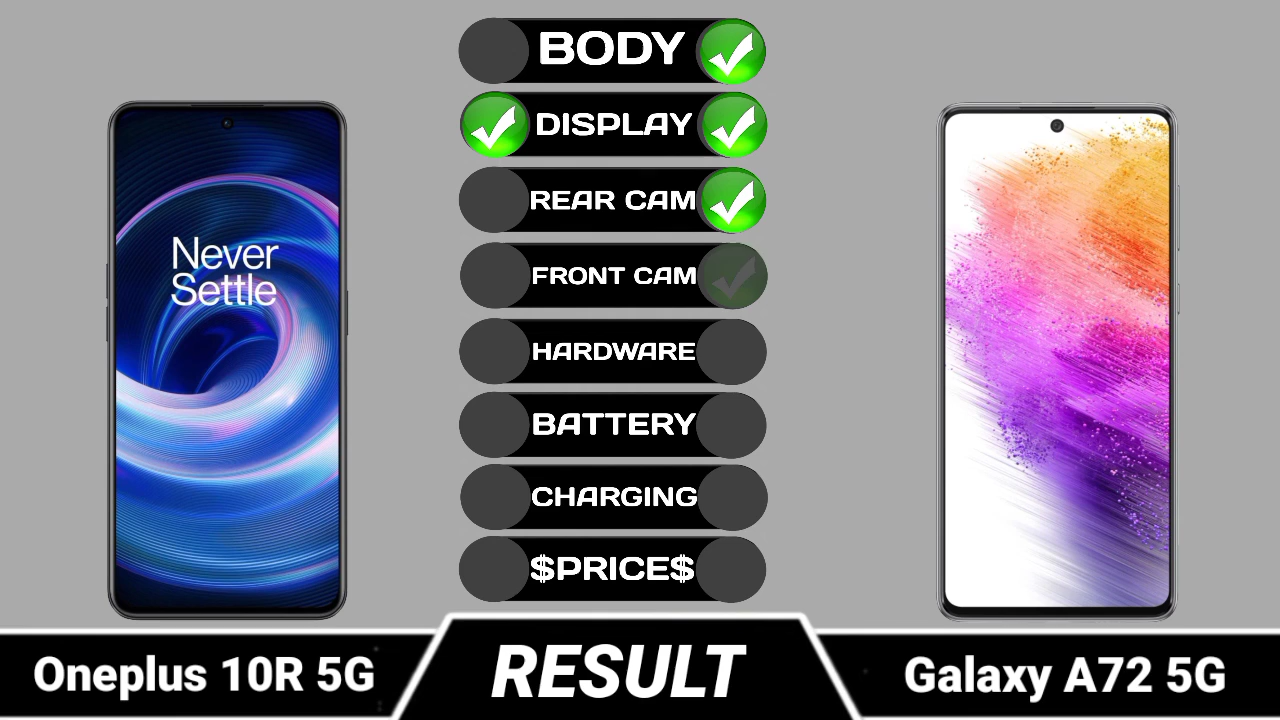 BODY
DISPLAY
REAR CAM
FRONT CAM
HARDWARE
BATTERY
CHARGING
$PRICE$
Never
Settle
Oneplus 10R 5G
RESULT
Galaxy A72 5G